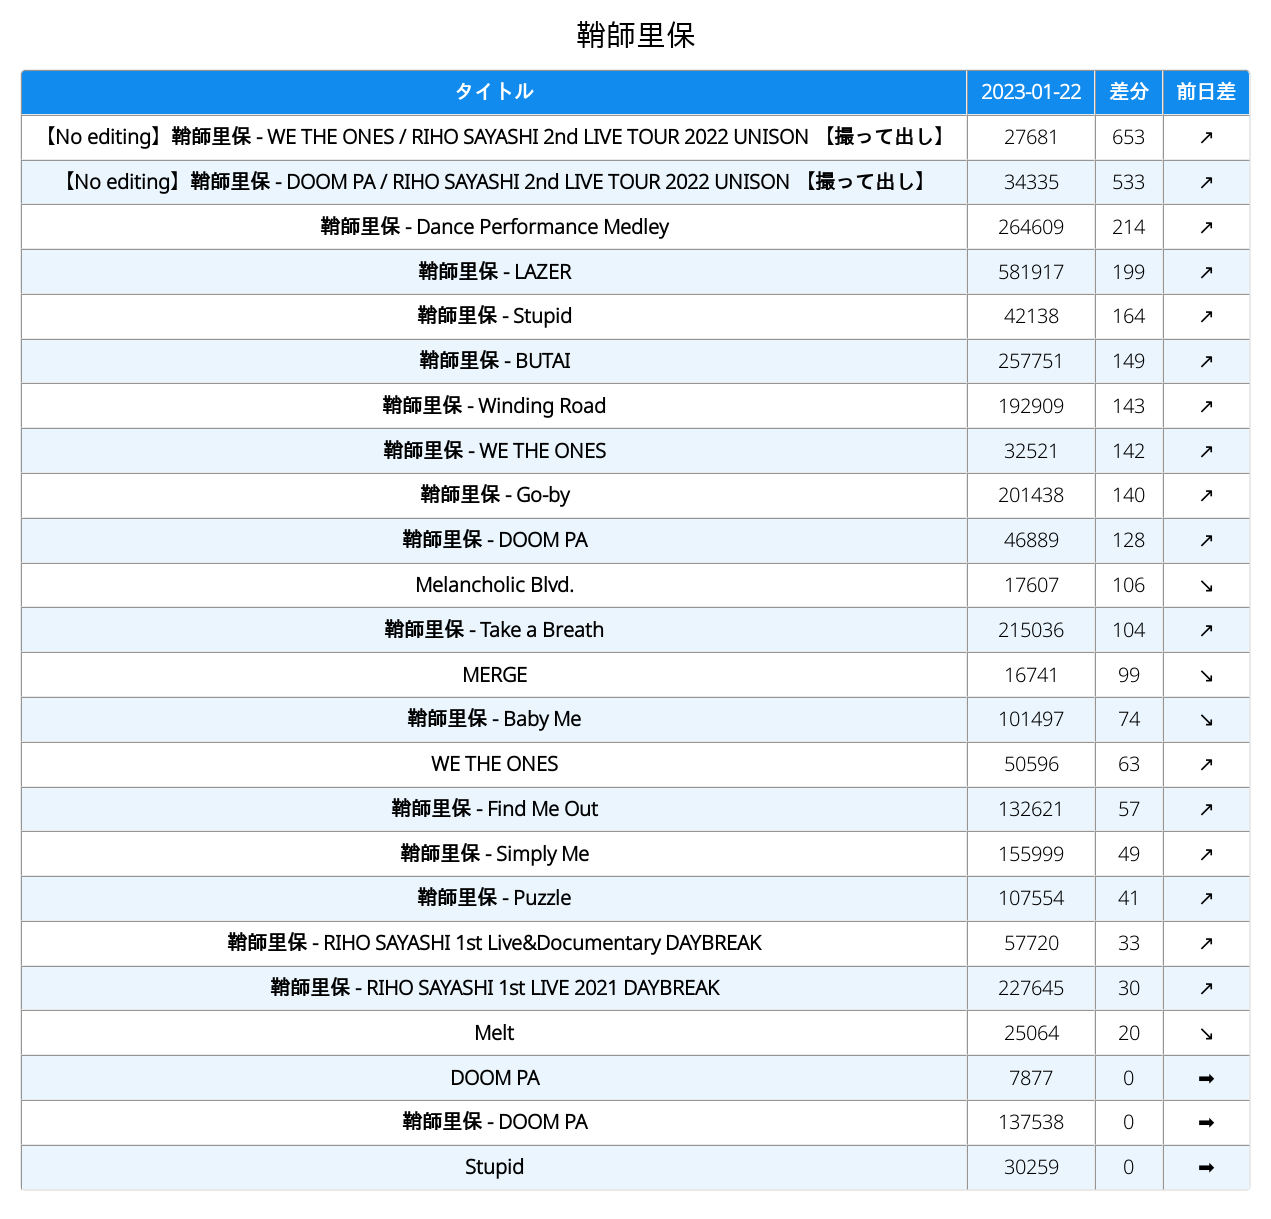 鞘師里保
タイトル 2023-01-22 差分 前日差
【No editing】鞘師里保 - WE THE ONES / RIHO SAYASHI 2nd LIVE TOUR 2022 UNISON 【撮って出し】 27681 653 ↗
【No editing】鞘師里保 - DOOM PA / RIHO SAYASHI 2nd LIVE TOUR 2022 UNISON 【撮って出し】 34335 533 ↗
鞘師里保 - Dance Performance Medley 264609 214 ↗
鞘師里保 - LAZER 581917 199 ↗
鞘師里保 - Stupid 42138 164 ↗
鞘師里保 - BUTAI 257751 149 ↗
鞘師里保 - Winding Road 192909 143 ↗
鞘師里保 - WE THE ONES 32521 142 ↗
鞘師里保 - Go-by 201438 140 ↗
鞘師里保 - DOOM PA 46889 128 ↗
Melancholic Blvd. 17607 106 ↘
鞘師里保 - Take a Breath 215036 104 ↗
MERGE 16741 99 ↘
鞘師里保 - Baby Me 101497 74 ↘
WE THE ONES 50596 63 ↗
鞘師里保 - Find Me Out 132621 57 ↗
鞘師里保 - Simply Me 155999 49 ↗
鞘師里保 - Puzzle 107554 41 ↗
鞘師里保 - RIHO SAYASHI 1st Live&Documentary DAYBREAK 57720 33 ↗
鞘師里保 - RIHO SAYASHI 1st LIVE 2021 DAYBREAK 227645 30 ↗
Melt 25064 20 ↘
DOOM PA 7877 0 ➡
鞘師里保 - DOOM PA 137538 0 ➡
Stupid 30259 0 ➡